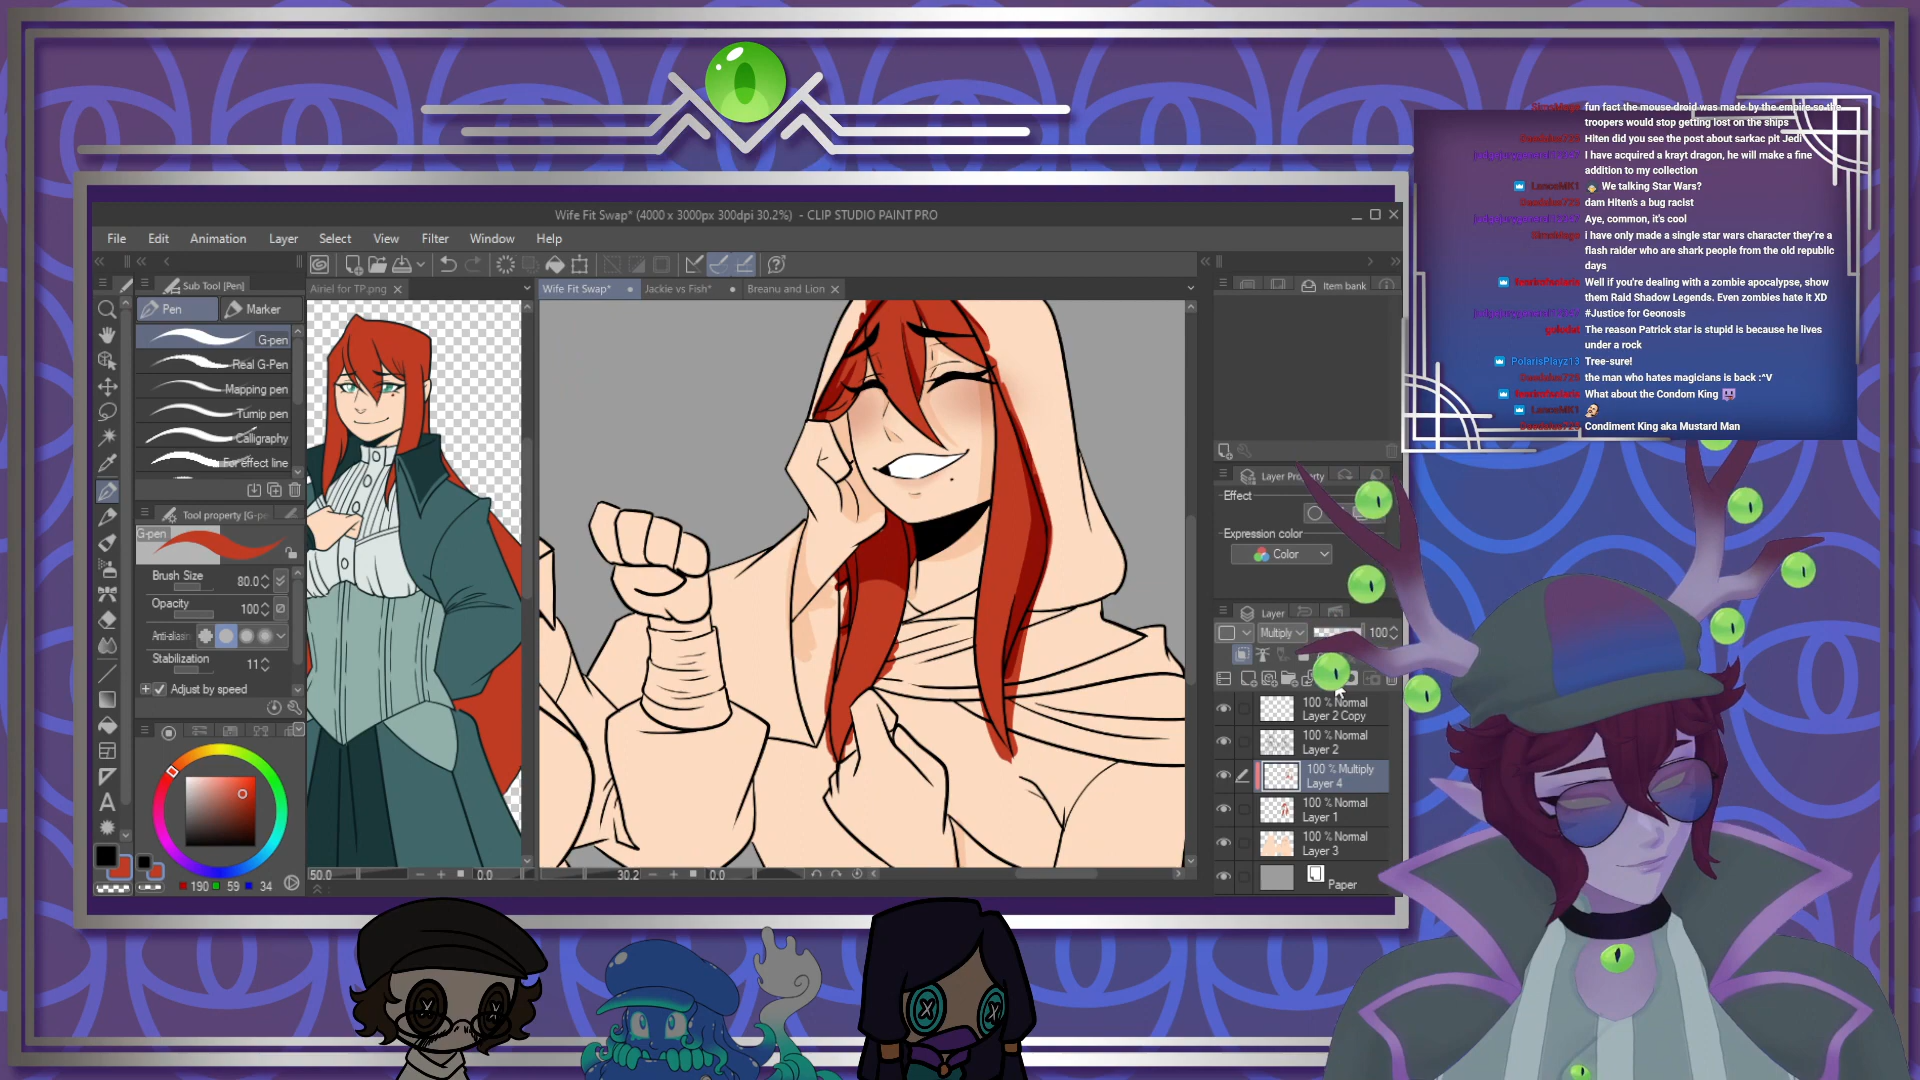 Wife Fit Swap* (4000 x 3000px 300dpi 30.2%) - CLIP STUDIO PAINT PRO
File Edit Animation Layer Select View Filter Window Help
Sub Tool [Pen]
Pen
Marker
G-pen
Real G-Pen
Mapping pen
Turnip pen
Calligraphy
For effect line
Tool property [G-pe
G-pen
Brush Size 80.0
Opacity 100
Anti-aliasin
Stabilization 11
Adjust by speed
190 59 34
Airiel for TP.png
Wife Fit Swap*
Jackie vs Fish*
Breanu and Lion
50.0 0.0
30.2 0.0
Item bank
Layer Property
Effect
Expression color
Color
Layer
Multiply 100
100 % Normal
Layer 2 Copy
100 % Normal
Layer 2
100 % Multiply
Layer 4
100 % Normal
Layer 1
100 % Normal
Layer 3
Paper
fun fact the mouse droid was made by the empire so the
troopers would stop getting lost on the ships
Hiten did you see the post about sarkac pit Jedi
I have acquired a krayt dragon, he will make a fine
addition to my collection
LanceMK1 We talking Star Wars?
dam Hiten's a bug racist
Aye, common, it's cool
i have only made a single star wars character they're a
flash raider who are shark people from the old republic
days
Well if you're dealing with a zombie apocalypse, show
them Raid Shadow Legends. Even zombies hate it XD
#Justice for Geonosis
The reason Patrick star is stupid is because he lives
under a rock
PolarisPlayz13 Tree-sure!
the man who hates magicians is back :^V
What about the Condom King
LanceMK1
Condiment King aka Mustard Man